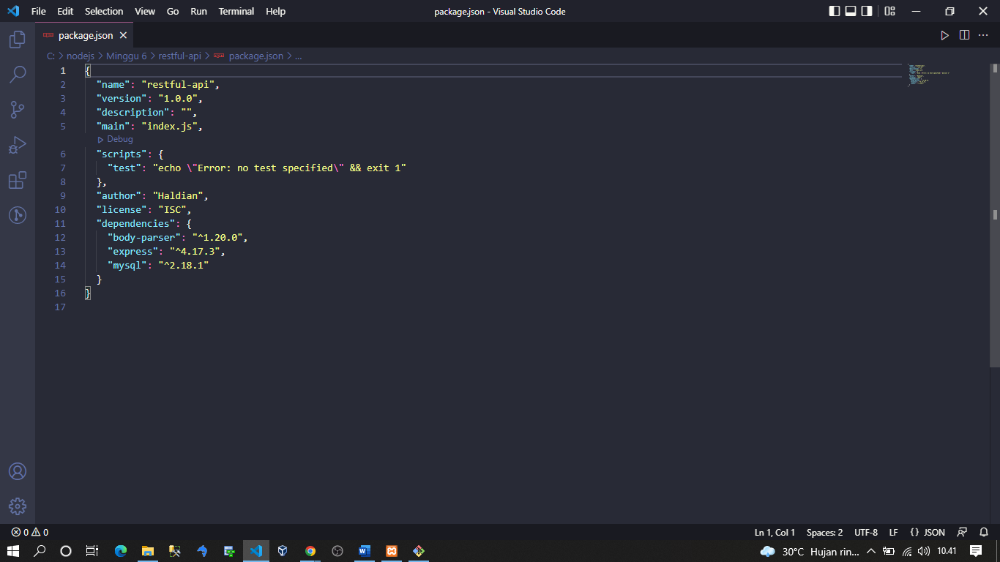 File Edit Selection View Go Run Terminal Help
package.json - Visual Studio Code
package.json
C: > nodejs > Minggu 6 > restful-api > package.json > ...
1 {
2 "name": "restful-api",
3 "version": "1.0.0",
4 "description": "",
5 "main": "index.js",
Debug
6 "scripts": {
7 "test": "echo \"Error: no test specified\" && exit 1"
8 },
9 "author": "Haldian",
10 "license": "ISC",
11 "dependencies": {
12 "body-parser": "^1.20.0",
13 "express": "^4.17.3",
14 "mysql": "^2.18.1"
15 }
16 }
17
0 0 Ln 1, Col 1 Spaces: 2 UTF-8 LF {} JSON
30°C Hujan rin... 10.41